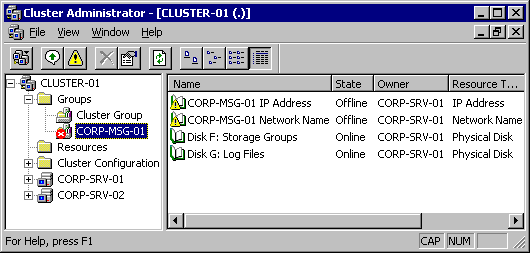 Cluster Administrator - [CLUSTER-01 (.)]
File View Window Help
CLUSTER-01
Groups
Cluster Group
CORP-MSG-01
Resources
Cluster Configuration
CORP-SRV-01
CORP-SRV-02
Name State Owner Resource T...
CORP-MSG-01 IP Address Offline CORP-SRV-01 IP Address
CORP-MSG-01 Network Name Offline CORP-SRV-01 Network Name
Disk F: Storage Groups Online CORP-SRV-01 Physical Disk
Disk G: Log Files Online CORP-SRV-01 Physical Disk
For Help, press F1 CAP NUM